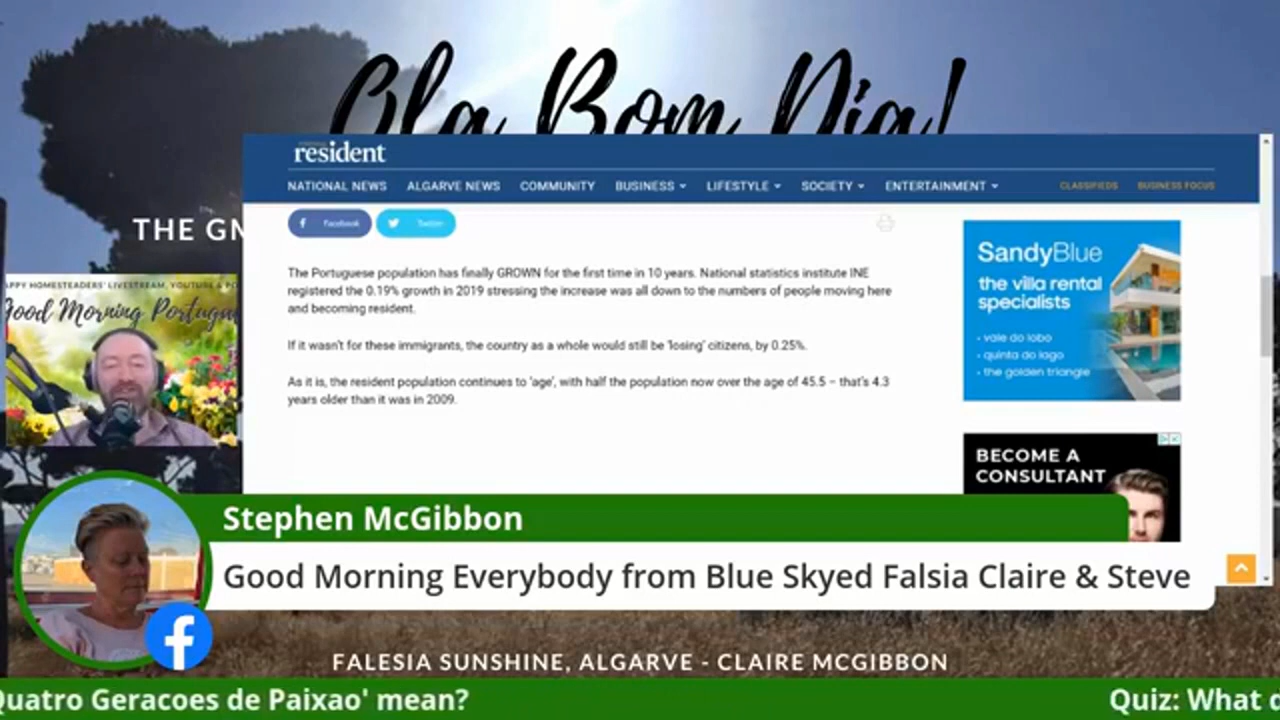 Ola Bom Dia!
resident
NATIONAL NEWS ALGARVE NEWS COMMUNITY BUSINESS LIFESTYLE SOCIETY ENTERTAINMENT CLASSIFIEDS BUSINESS FOCUS
THE GM
Facebook Twitter
The Portuguese population has finally GROWN for the first time in 10 years. National statistics institute INE
registered the 0.19% growth in 2019 stressing the increase was all down to the numbers of people moving here
and becoming resident.
If it wasn't for these immigrants, the country as a whole would still be 'losing' citizens, by 0.25%.
As it is, the resident population continues to 'age', with half the population now over the age of 45.5 – that's 4.3
years older than it was in 2009.
SandyBlue
the villa rental
specialists
• vale do lobo
• quinta do lago
• the golden triangle
BECOME A
CONSULTANT
APPY HOMESTEADERS' LIVESTREAM, YOUTUBE & PO
Good Morning Portugal
Stephen McGibbon
Good Morning Everybody from Blue Skyed Falsia Claire & Steve
FALESIA SUNSHINE, ALGARVE - CLAIRE MCGIBBON
Quatro Geracoes de Paixao' mean? Quiz: What d